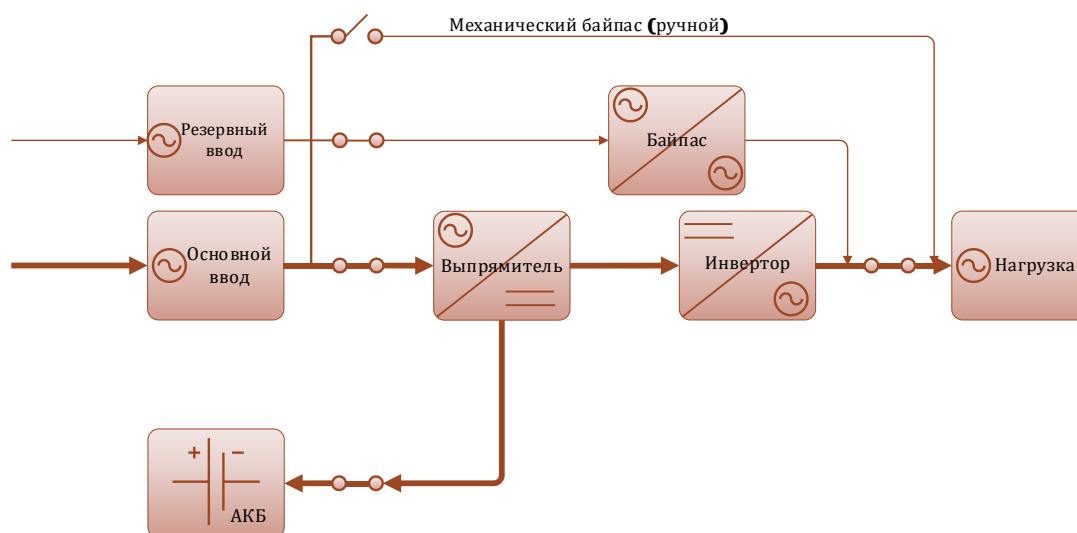 Механический байпас (ручной)
Резервный
ввод
Байпас
Основной
ввод
Выпрямитель
Инвертор
Нагрузка
+ −
АКБ